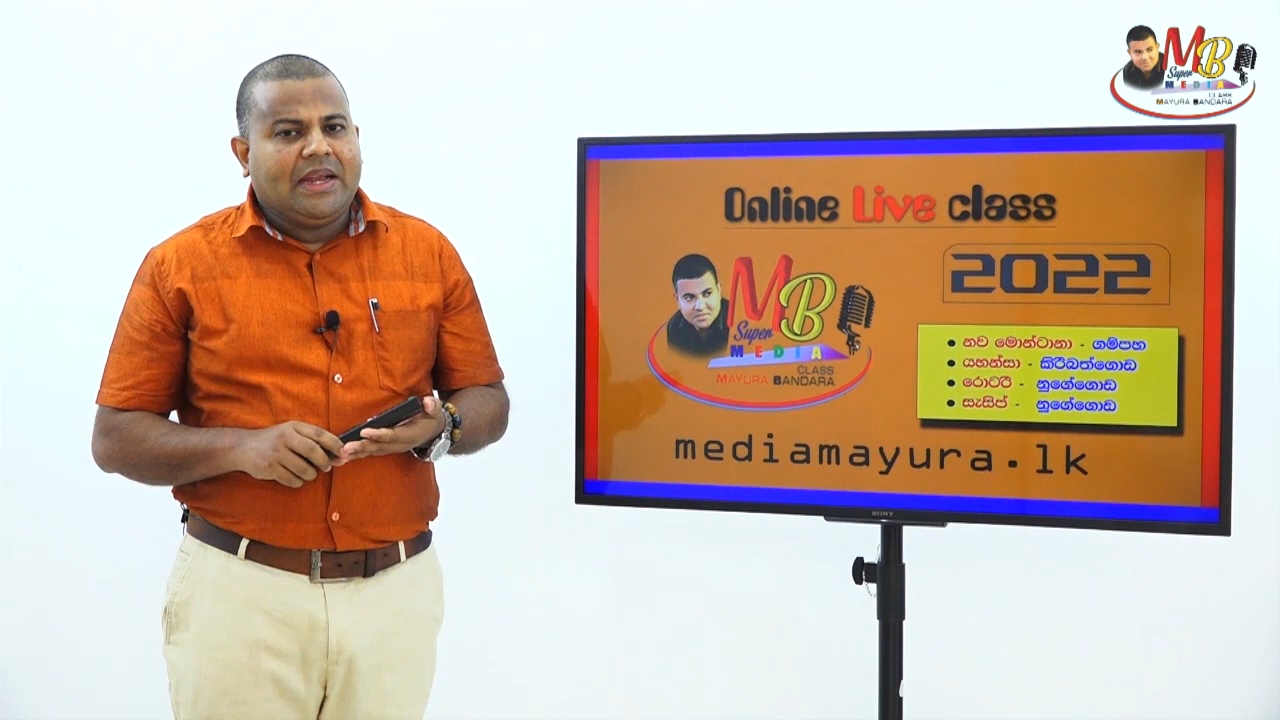 MB
Super
MEDIA
CLASS
MAYURA BANDARA
Online Live class
2022
MB
Super
MEDIA
CLASS
MAYURA BANDARA
• නව මොන්ටානා - ගම්පහ
• යහන්සා - කිරිබත්ගොඩ
• රොටරි - නුගේගොඩ
• සැසිප් - නුගේගොඩ
mediamayura.lk
SONY